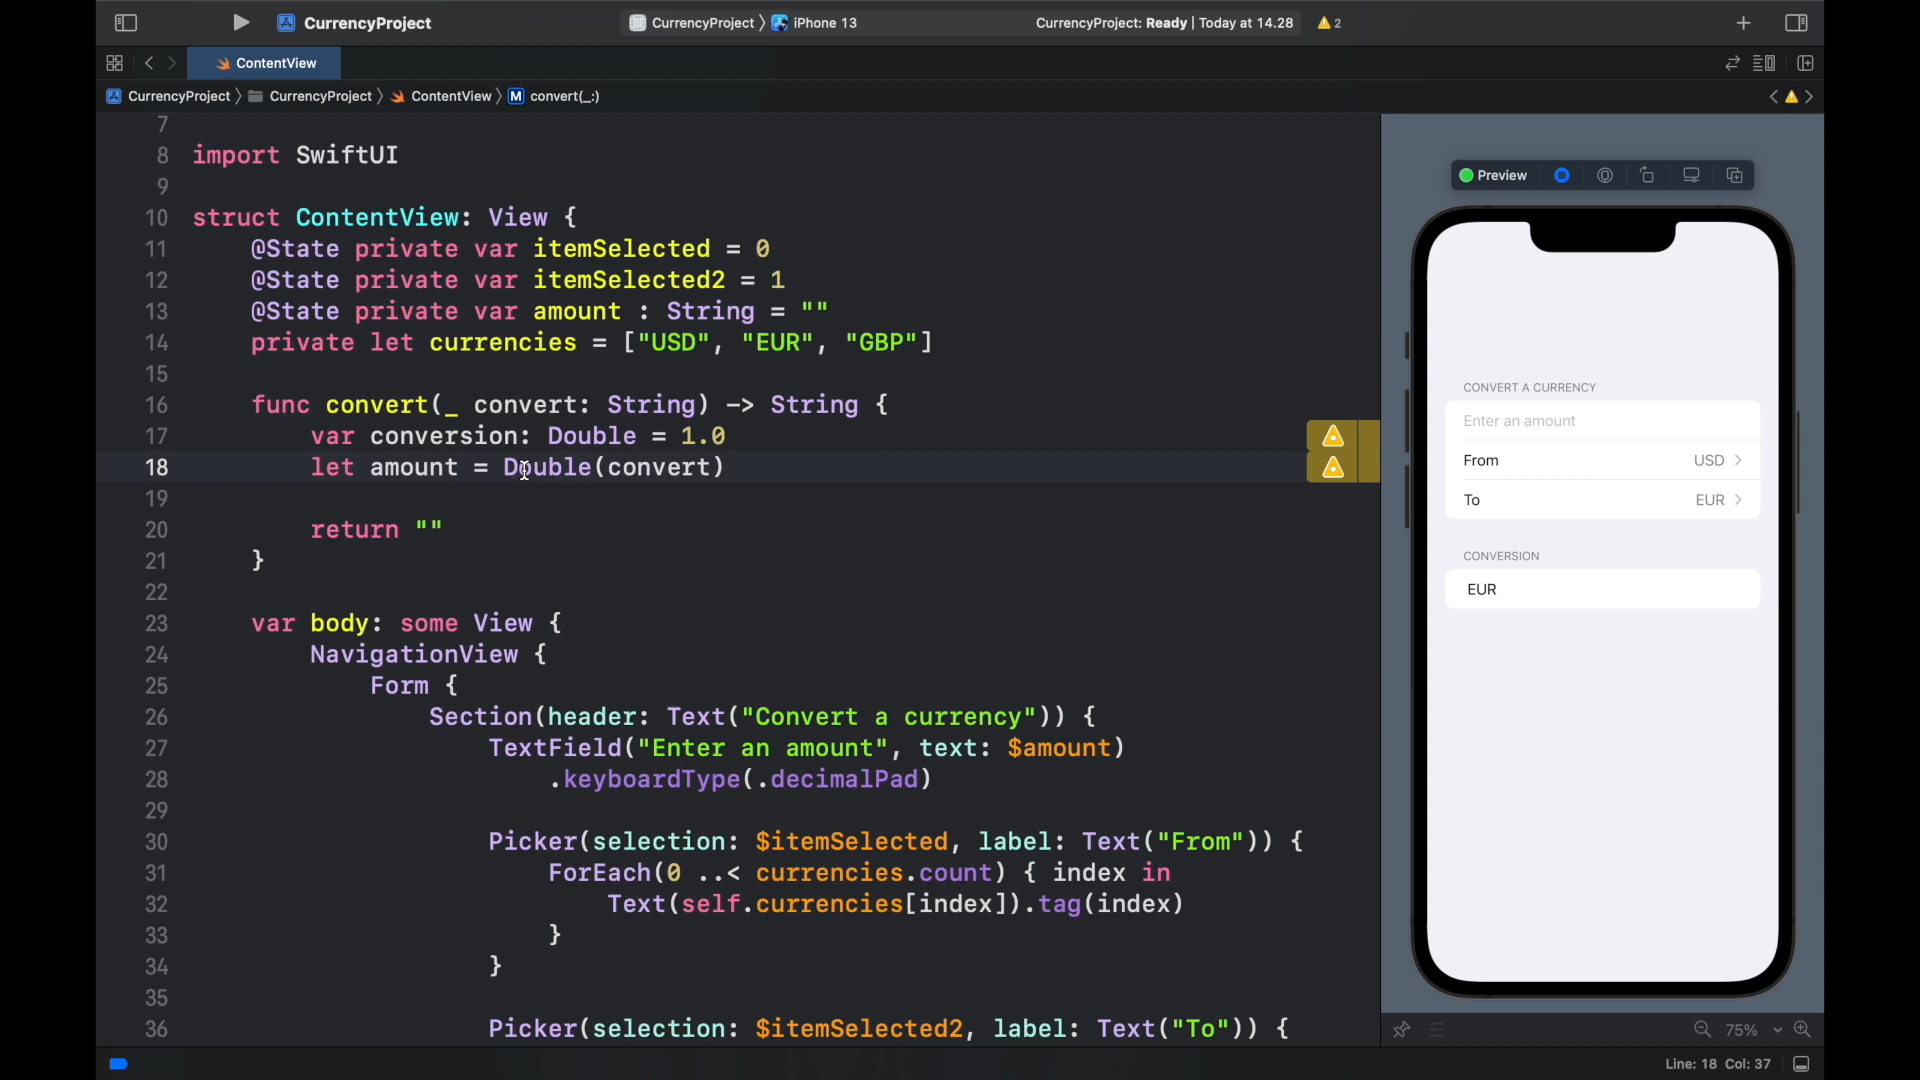 CurrencyProject
CurrencyProject 〉 iPhone 13
CurrencyProject: Ready | Today at 14.28
2
ContentView
CurrencyProject 〉 CurrencyProject 〉 ContentView 〉 M convert(_:)
7
8 import SwiftUI
9
10 struct ContentView: View {
11 @State private var itemSelected = 0
12 @State private var itemSelected2 = 1
13 @State private var amount : String = ""
14 private let currencies = ["USD", "EUR", "GBP"]
15
16 func convert(_ convert: String) -> String {
17 var conversion: Double = 1.0
18 let amount = Double(convert)
19
20 return ""
21 }
22
23 var body: some View {
24 NavigationView {
25 Form {
26 Section(header: Text("Convert a currency")) {
27 TextField("Enter an amount", text: $amount)
28 .keyboardType(.decimalPad)
29
30 Picker(selection: $itemSelected, label: Text("From")) {
31 ForEach(0 ..< currencies.count) { index in
32 Text(self.currencies[index]).tag(index)
33 }
34 }
35
36 Picker(selection: $itemSelected2, label: Text("To")) {
Preview
CONVERT A CURRENCY
Enter an amount
From USD
To EUR
CONVERSION
EUR
75%
Line: 18 Col: 37